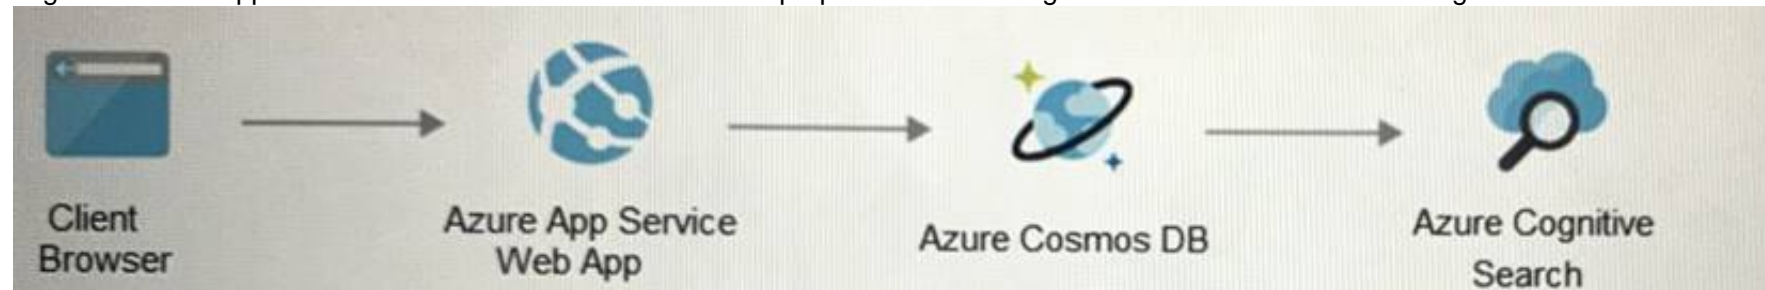 Client
Browser
Azure App Service
Web App
Azure Cosmos DB
Azure Cognitive
Search